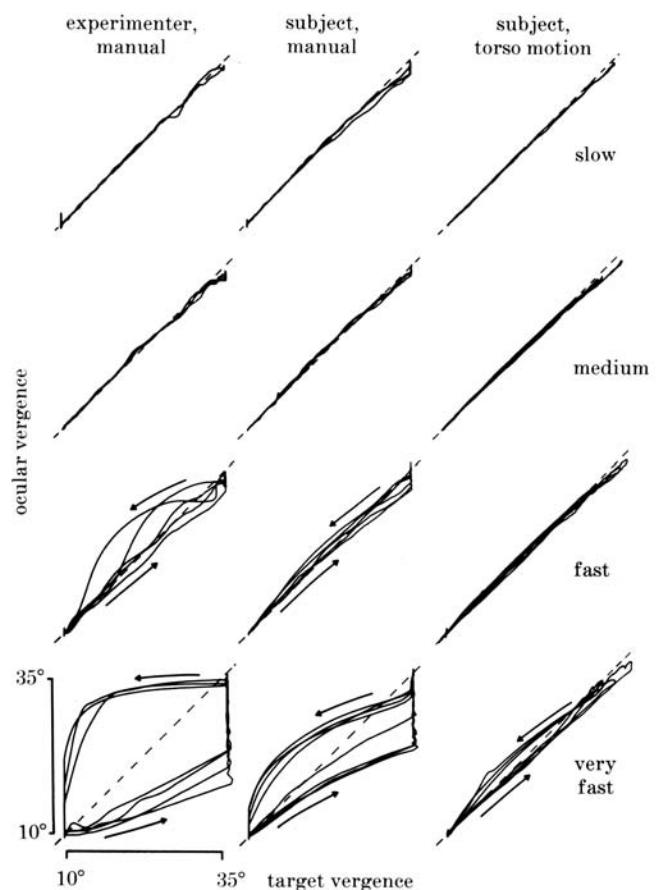 experimenter,
manual
subject,
manual
subject,
torso motion
slow
medium
ocular vergence
fast
35°
10°
very
fast
10°
35°
target vergence